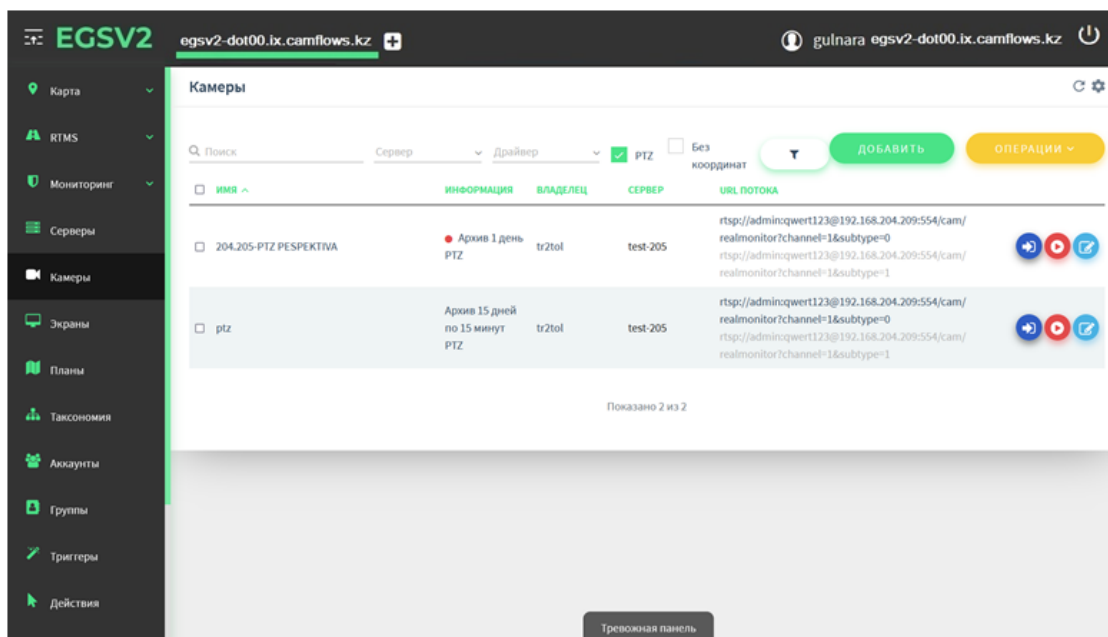 EGSV2
egsv2-dot00.ix.camflows.kz
gulnara egsv2-dot00.ix.camflows.kz
Карта
RTMS
Мониторинг
Серверы
Камеры
Экраны
Планы
Таксономия
Аккаунты
Группы
Триггеры
Действия
Камеры
Поиск
Сервер
Драйвер
PTZ
Без
координат
ДОБАВИТЬ
ОПЕРАЦИИ
ИМЯ
ИНФОРМАЦИЯ
ВЛАДЕЛЕЦ
СЕРВЕР
URL ПОТОКА
204.205-PTZ PESPEKTIVA
Архив 1 день
PTZ
tr2tol
test-205
rtsp://admin:qwert123@192.168.204.209:554/cam/
realmonitor?channel=1&subtype=0
rtsp://admin:qwert123@192.168.204.209:554/cam/
realmonitor?channel=1&subtype=1
ptz
Архив 15 дней
по 15 минут
PTZ
tr2tol
test-205
rtsp://admin:qwert123@192.168.204.209:554/cam/
realmonitor?channel=1&subtype=0
rtsp://admin:qwert123@192.168.204.209:554/cam/
realmonitor?channel=1&subtype=1
Показано 2 из 2
Тревожная панель